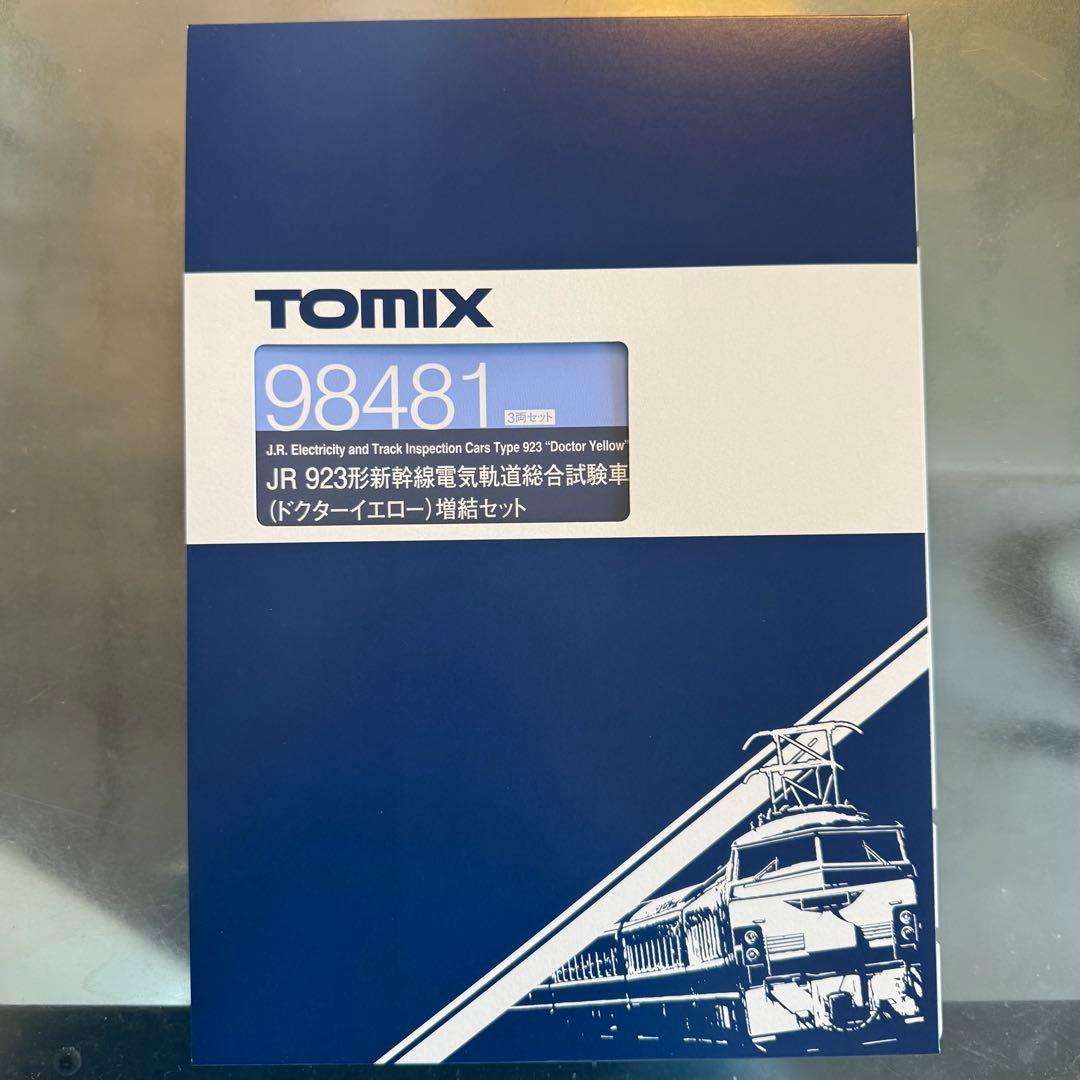 TOMIX
98481 3両セット
J.R. Electricity and Track Inspection Cars Type 923 "Doctor Yellow"
JR 923形新幹線電気軌道総合試験車
(ドクターイエロー)増結セット